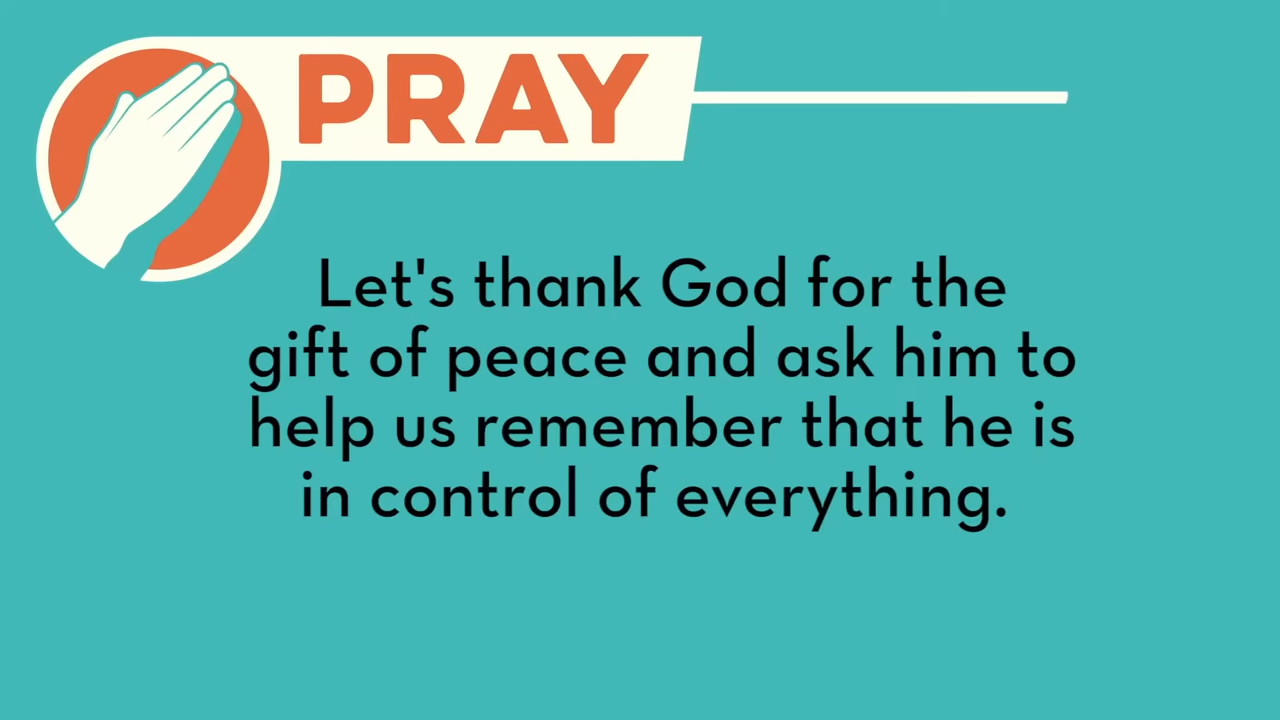 PRAY
Let's thank God for the
gift of peace and ask him to
help us remember that he is
in control of everything.